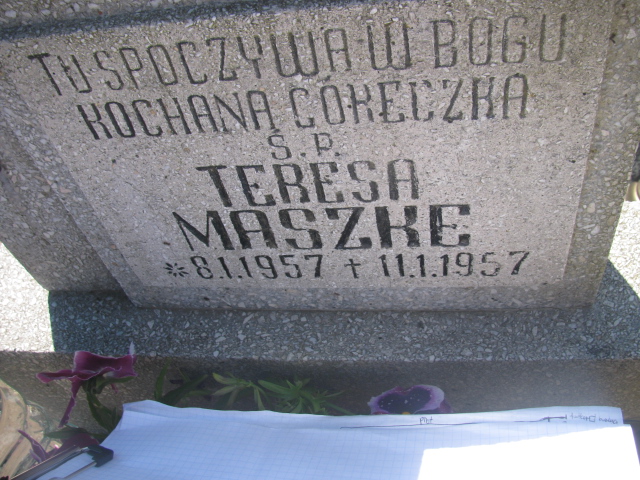 TU SPOCZYWA W BOGU
KOCHANA CÓRECZKA
Ś.P.
TERESA
MASZKE
* 8.1.1957 † 11.1.1957